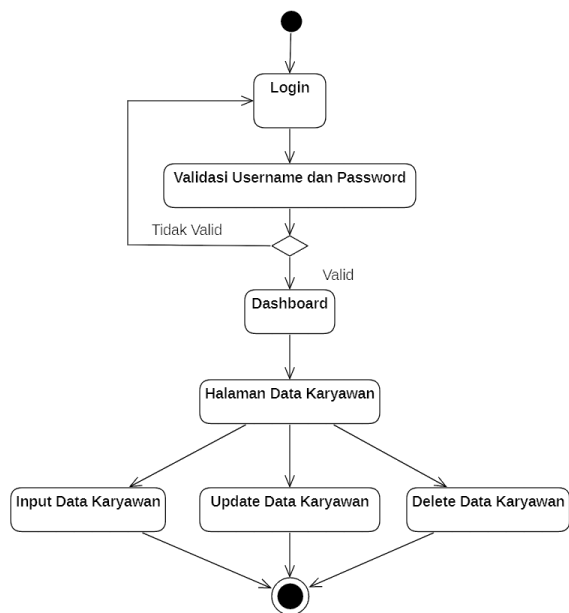 Login
Validasi Username dan Password
Tidak Valid
Valid
Dashboard
Halaman Data Karyawan
Input Data Karyawan
Update Data Karyawan
Delete Data Karyawan